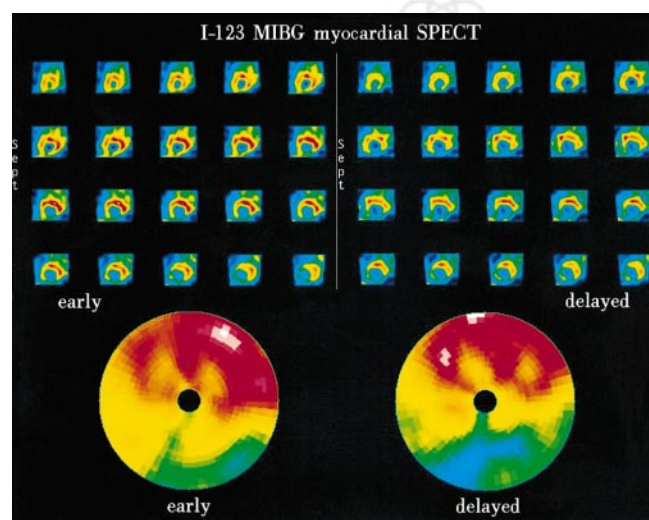 I-123 MIBG myocardial SPECT
Sept
Sept
early
delayed
early
delayed